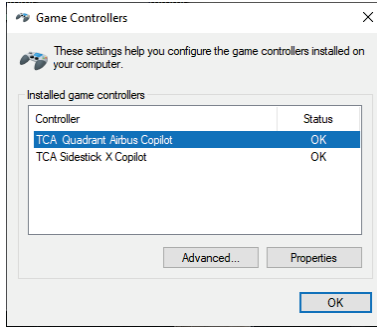 Game Controllers
These settings help you configure the game controllers installed on
your computer.
Installed game controllers
Controller Status
TCA Quadrant Airbus Copilot OK
TCA Sidestick X Copilot OK
Advanced... Properties
OK